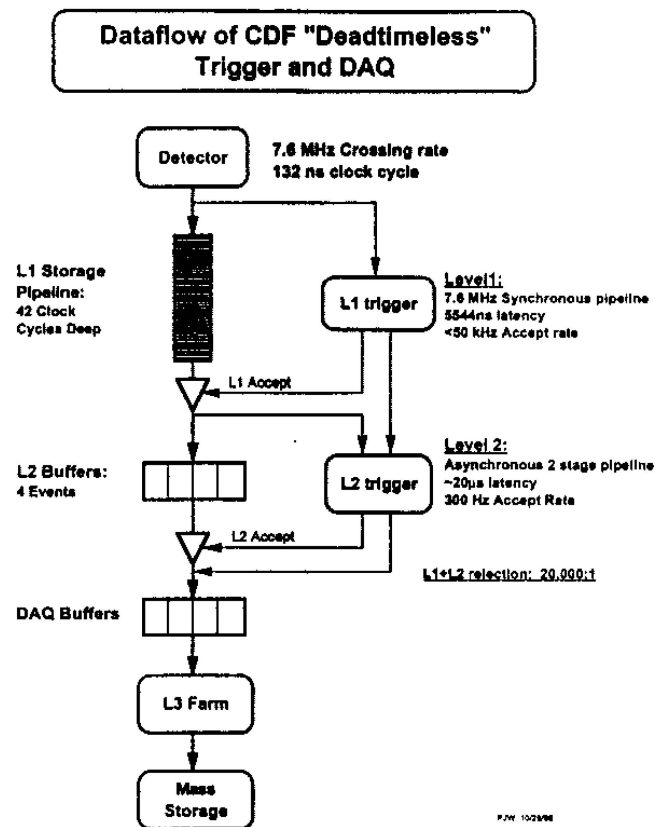 Dataflow of CDF "Deadtimeless"
Trigger and DAQ
Detector
7.6 MHz Crossing rate
132 ns clock cycle
L1 Storage
Pipeline:
42 Clock
Cycles Deep
L1 trigger
Level1:
7.6 MHz Synchronous pipeline
5544ns latency
<50 kHz Accept rate
L1 Accept
L2 Buffers:
4 Events
L2 trigger
Level 2:
Asynchronous 2 stage pipeline
~20µs latency
300 Hz Accept Rate
L2 Accept
L1+L2 rejection: 20,000:1
DAQ Buffers
L3 Farm
Mass
Storage
PJW